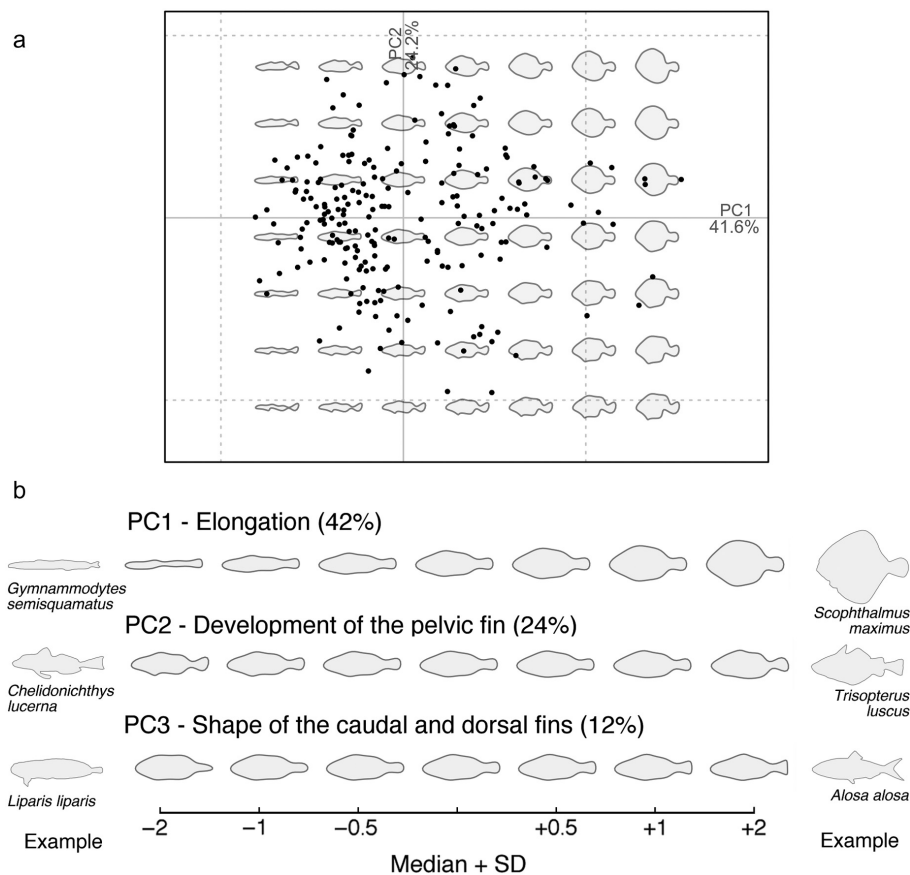 a
PC2
24.2%
PC1
41.6%
b
PC1 - Elongation (42%)
Gymnammodytes
semisquamatus
Scophthalmus
maximus
PC2 - Development of the pelvic fin (24%)
Chelidonichthys
lucerna
Trisopterus
luscus
PC3 - Shape of the caudal and dorsal fins (12%)
Liparis liparis
Alosa alosa
Example
−2 −1 −0.5 +0.5 +1 +2
Example
Median + SD